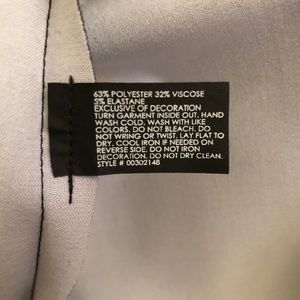 63% POLYESTER 32% VISCOSE
5% ELASTANE
EXCLUSIVE OF DECORATION
TURN GARMENT INSIDE OUT. HAND
WASH COLD. WASH WITH LIKE
COLORS. DO NOT BLEACH. DO
NOT WRING OR TWIST. LAY FLAT TO
DRY. COOL IRON IF NEEDED ON
REVERSE SIDE. DO NOT IRON
DECORATION. DO NOT DRY CLEAN.
STYLE # 00302148